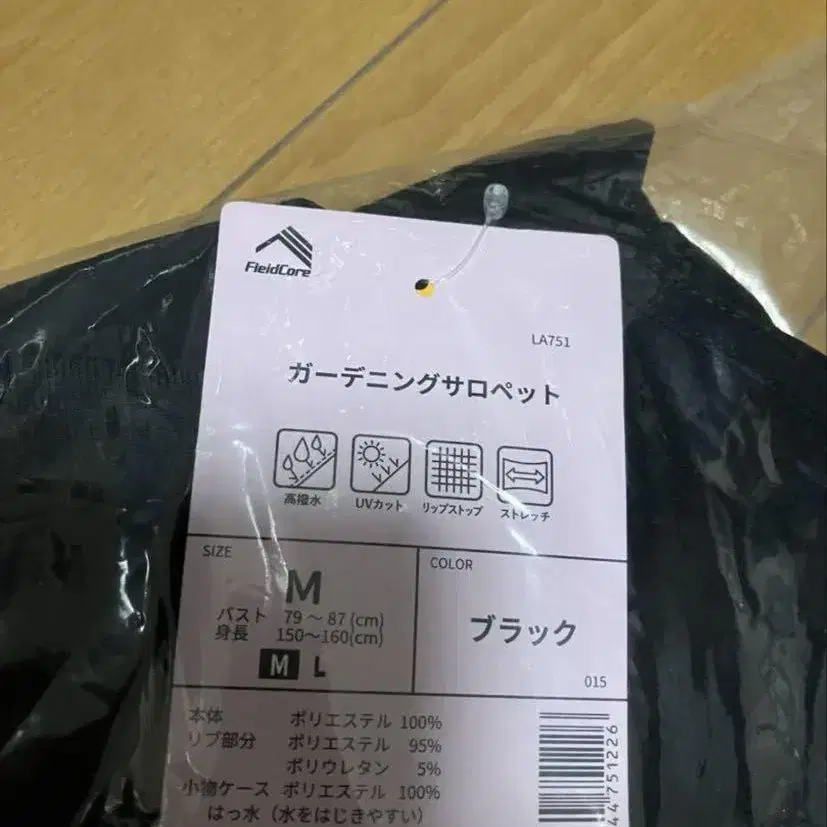 FieldCore
LA751
ガーデニングサロペット
高撥水 UVカット リップストップ ストレッチ
SIZE
M
バスト 79～87(cm)
身長 150～160(cm)
M L
COLOR
ブラック
015
本体 ポリエステル 100%
リブ部分 ポリエステル 95%
ポリウレタン 5%
小物ケース ポリエステル 100%
はっ水（水をはじきやすい）
44751226